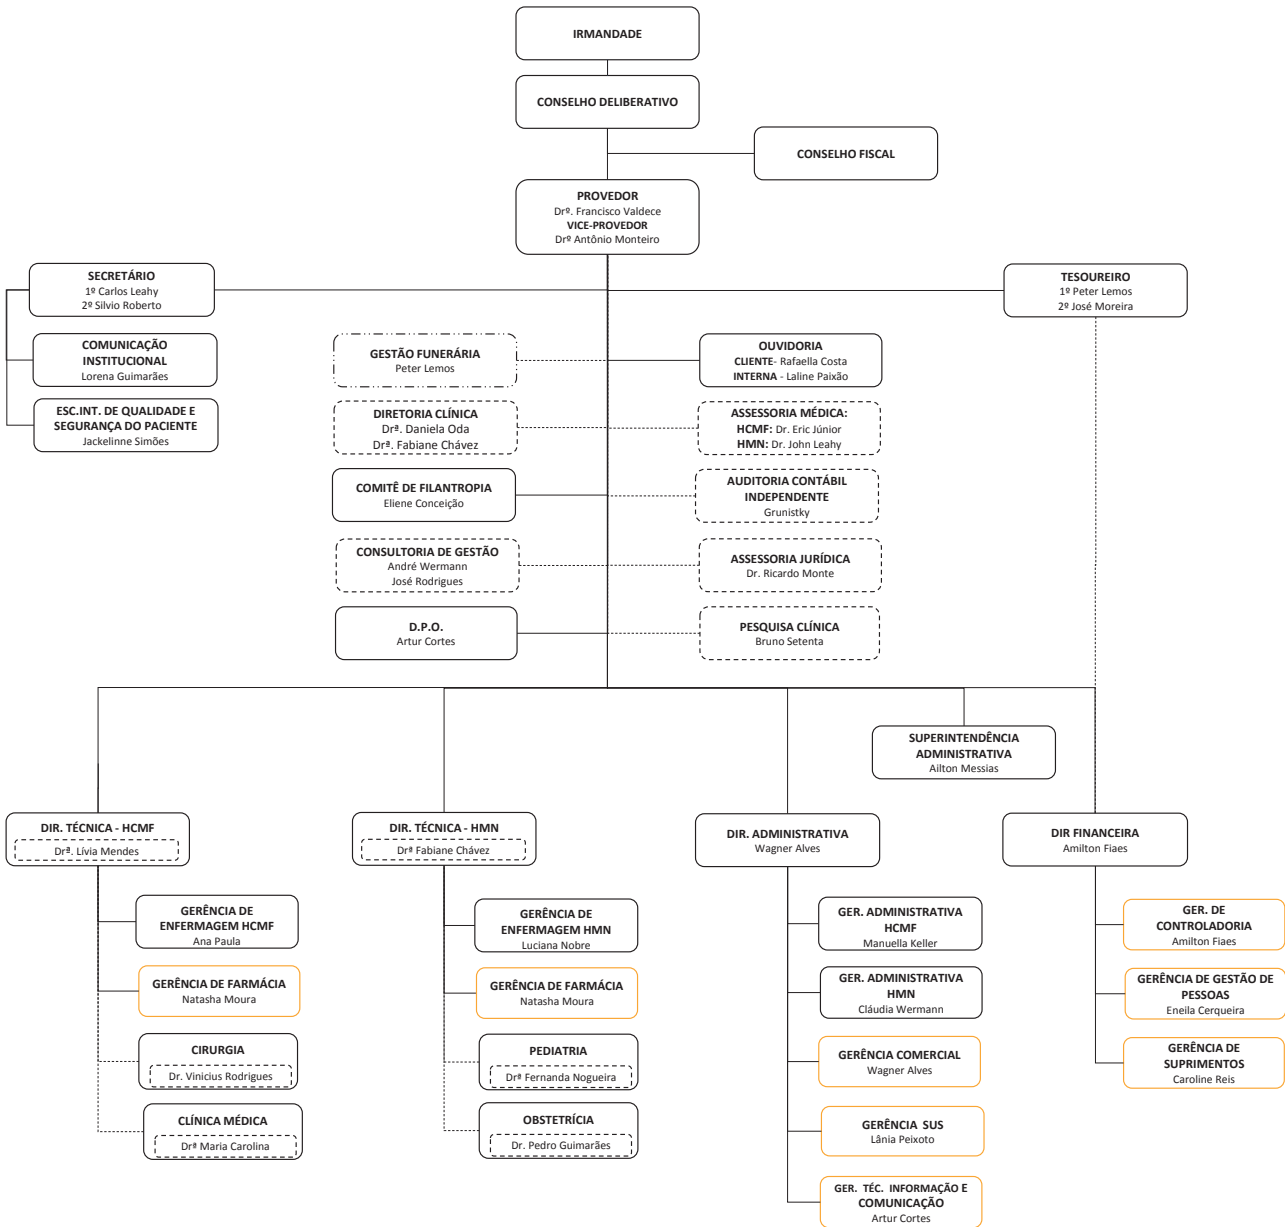 IRMANDADE
CONSELHO DELIBERATIVO
CONSELHO FISCAL
PROVEDOR
Drº. Francisco Valdece
VICE-PROVEDOR
Drº Antônio Monteiro
SECRETÁRIO
1º Carlos Leahy
2º Silvio Roberto
TESOUREIRO
1º Peter Lemos
2º José Moreira
COMUNICAÇÃO
INSTITUCIONAL
Lorena Guimarães
ESC.INT. DE QUALIDADE E
SEGURANÇA DO PACIENTE
Jackelinne Simões
GESTÃO FUNERÁRIA
Peter Lemos
OUVIDORIA
CLIENTE- Rafaella Costa
INTERNA - Laline Paixão
DIRETORIA CLÍNICA
Drª. Daniela Oda
Drª. Fabiane Chávez
ASSESSORIA MÉDICA:
HCMF: Dr. Eric Júnior
HMN: Dr. John Leahy
COMITÊ DE FILANTROPIA
Eliene Conceição
AUDITORIA CONTÁBIL
INDEPENDENTE
Grunistky
CONSULTORIA DE GESTÃO
André Wermann
José Rodrigues
ASSESSORIA JURÍDICA
Dr. Ricardo Monte
D.P.O.
Artur Cortes
PESQUISA CLÍNICA
Bruno Setenta
SUPERINTENDÊNCIA
ADMINISTRATIVA
Ailton Messias
DIR. TÉCNICA - HCMF
Drª. Lívia Mendes
DIR. TÉCNICA - HMN
Drª Fabiane Chávez
DIR. ADMINISTRATIVA
Wagner Alves
DIR FINANCEIRA
Amilton Fiaes
GERÊNCIA DE
ENFERMAGEM HCMF
Ana Paula
GERÊNCIA DE FARMÁCIA
Natasha Moura
CIRURGIA
Dr. Vinicius Rodrigues
CLÍNICA MÉDICA
Drª Maria Carolina
GERÊNCIA DE
ENFERMAGEM HMN
Luciana Nobre
GERÊNCIA DE FARMÁCIA
Natasha Moura
PEDIATRIA
Drª Fernanda Nogueira
OBSTETRÍCIA
Dr. Pedro Guimarães
GER. ADMINISTRATIVA
HCMF
Manuella Keller
GER. ADMINISTRATIVA
HMN
Cláudia Wermann
GERÊNCIA COMERCIAL
Wagner Alves
GERÊNCIA SUS
Lânia Peixoto
GER. TÉC. INFORMAÇÃO E
COMUNICAÇÃO
Artur Cortes
GER. DE
CONTROLADORIA
Amilton Fiaes
GERÊNCIA DE GESTÃO DE
PESSOAS
Eneila Cerqueira
GERÊNCIA DE
SUPRIMENTOS
Caroline Reis